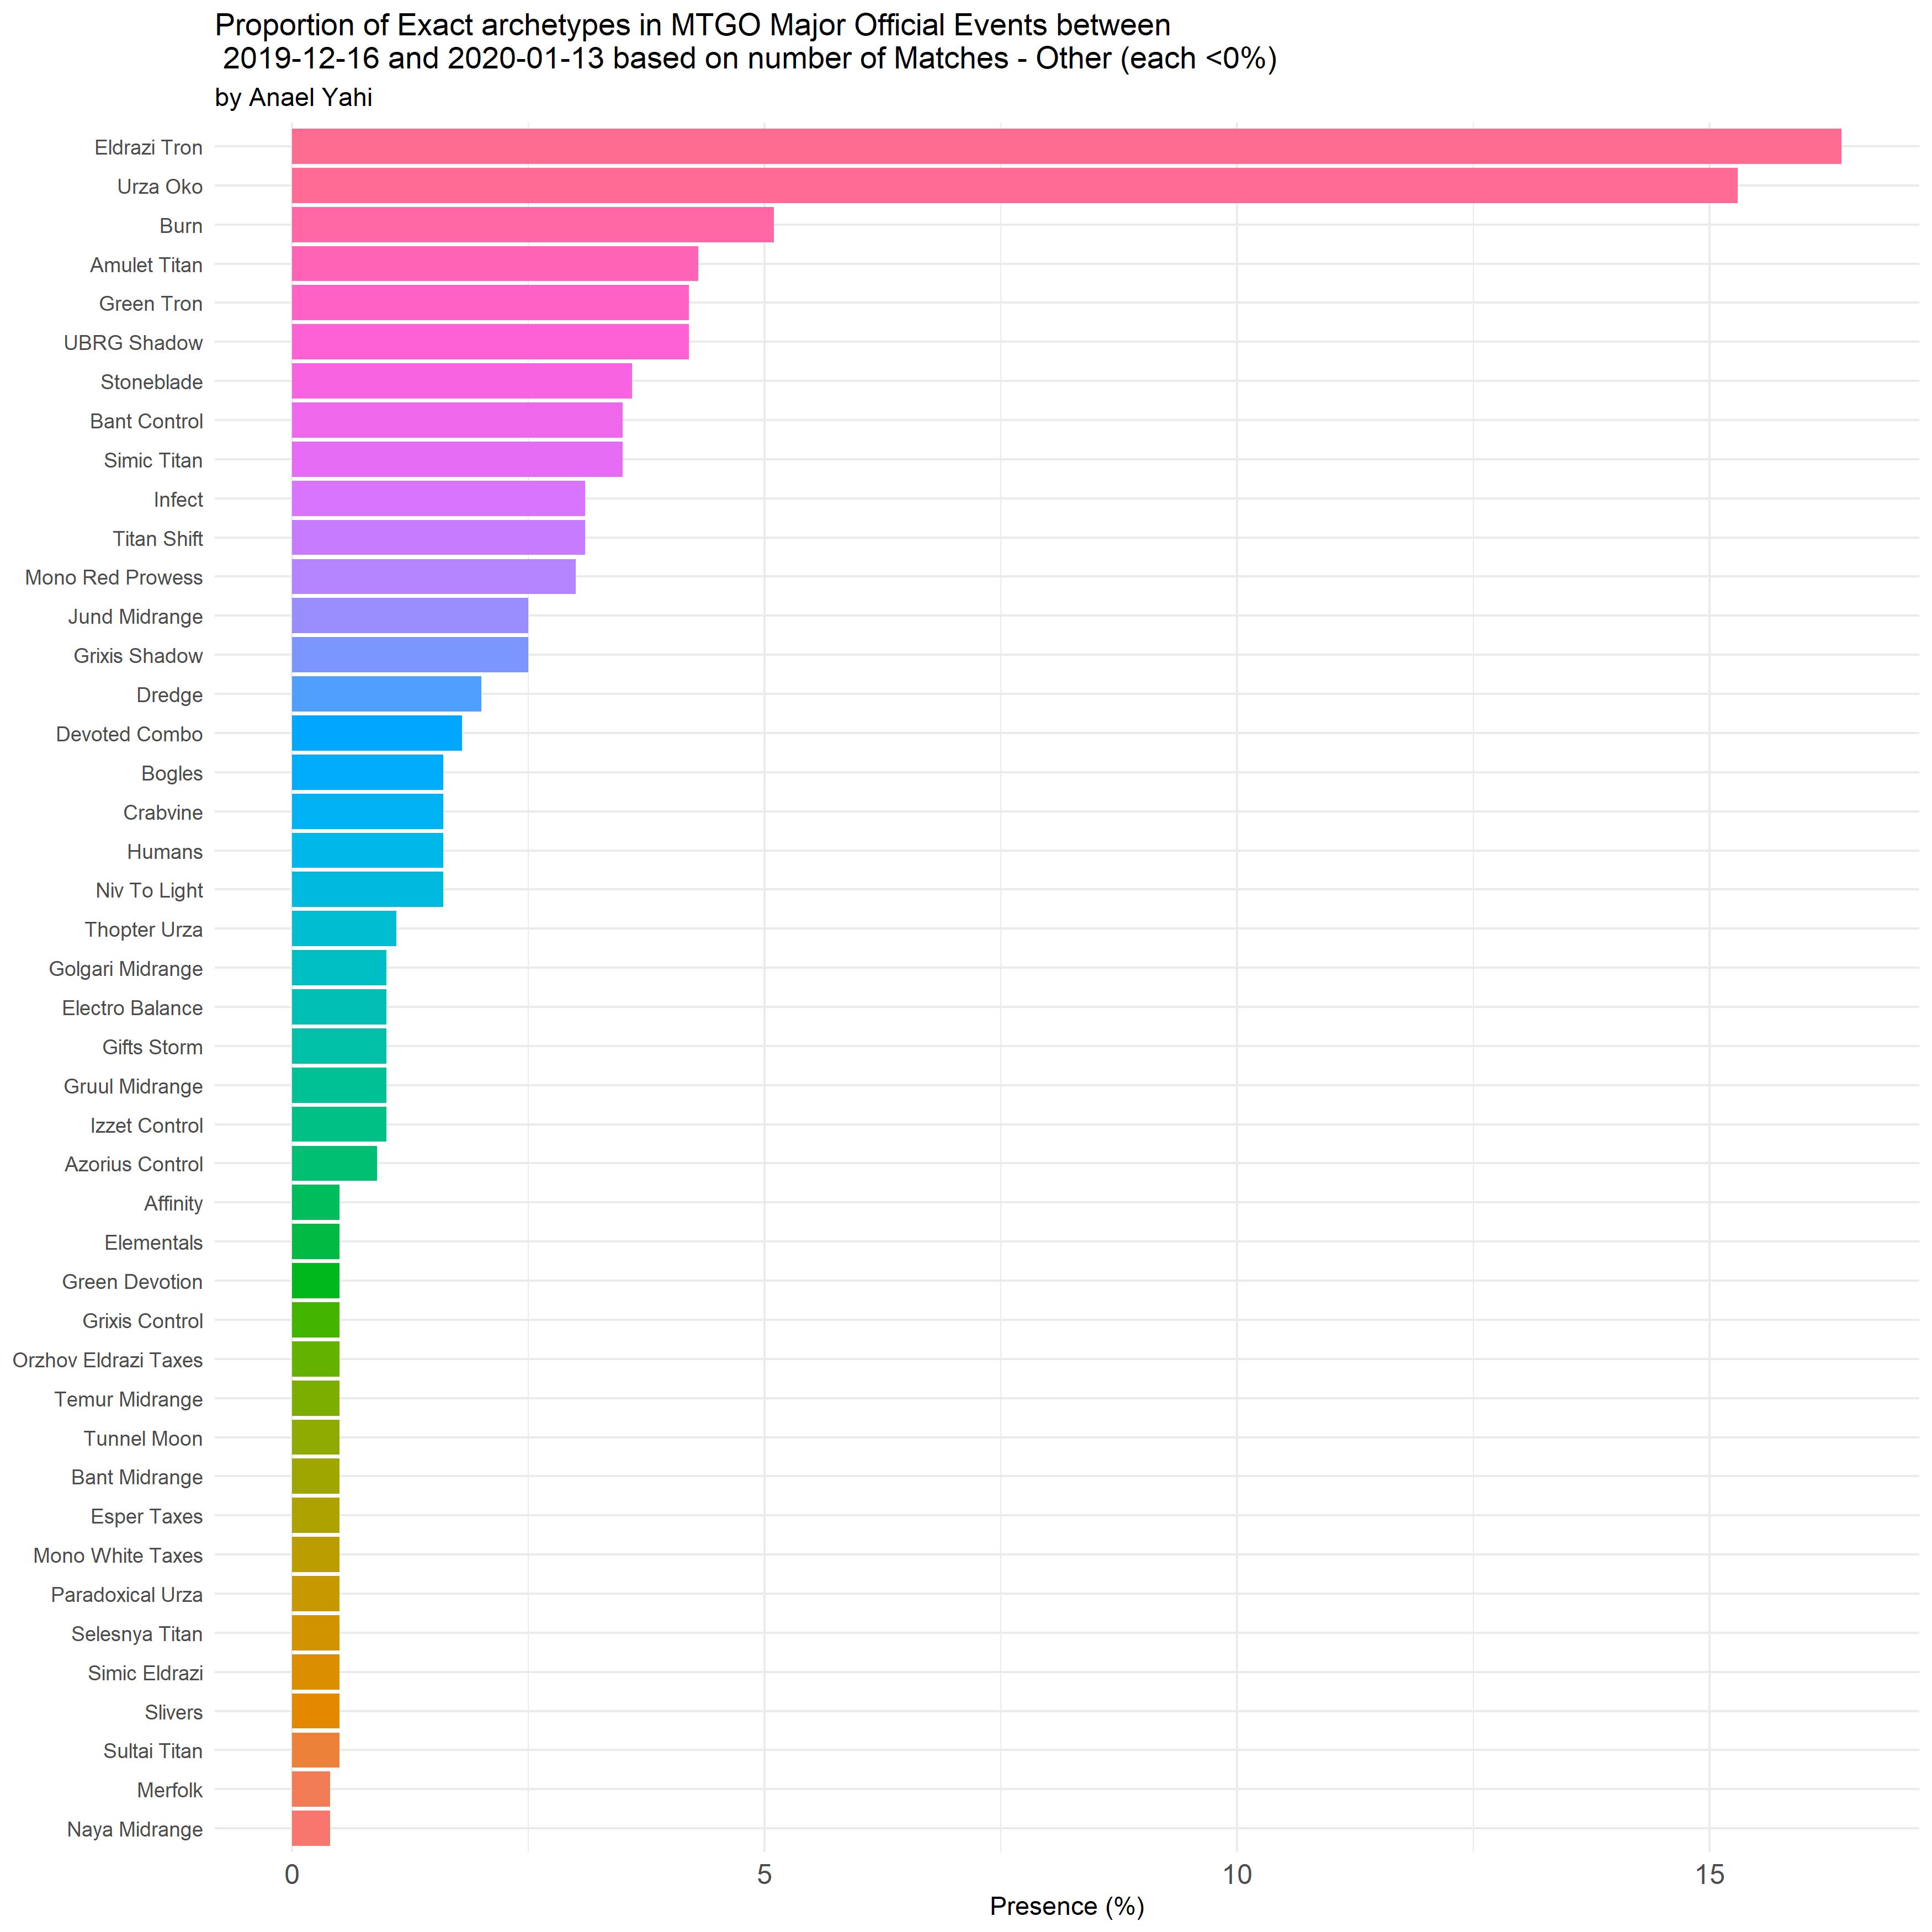 Proportion of Exact archetypes in MTGO Major Official Events between
2019-12-16 and 2020-01-13 based on number of Matches - Other (each <0%)
by Anael Yahi
Eldrazi Tron
Urza Oko
Burn
Amulet Titan
Green Tron
UBRG Shadow
Stoneblade
Bant Control
Simic Titan
Infect
Titan Shift
Mono Red Prowess
Jund Midrange
Grixis Shadow
Dredge
Devoted Combo
Bogles
Crabvine
Humans
Niv To Light
Thopter Urza
Golgari Midrange
Electro Balance
Gifts Storm
Gruul Midrange
Izzet Control
Azorius Control
Affinity
Elementals
Green Devotion
Grixis Control
Orzhov Eldrazi Taxes
Temur Midrange
Tunnel Moon
Bant Midrange
Esper Taxes
Mono White Taxes
Paradoxical Urza
Selesnya Titan
Simic Eldrazi
Slivers
Sultai Titan
Merfolk
Naya Midrange
0 5 10 15
Presence (%)